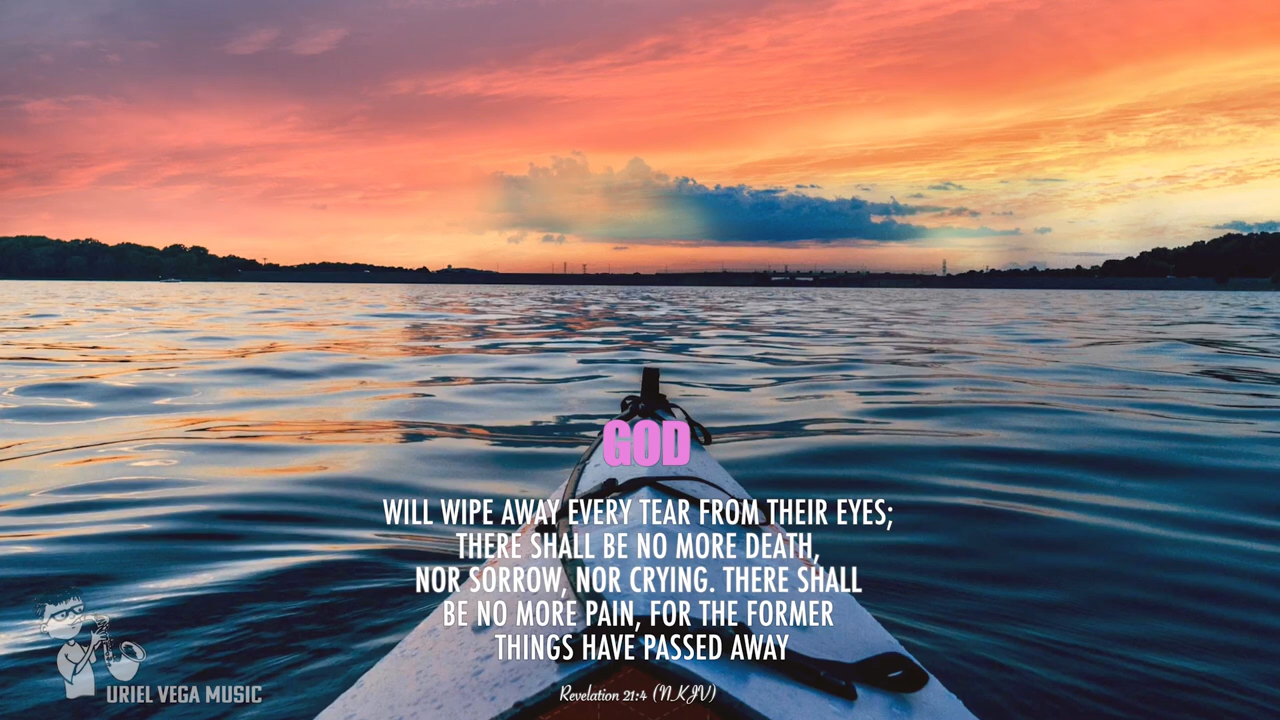 GOD
WILL WIPE AWAY EVERY TEAR FROM THEIR EYES;
THERE SHALL BE NO MORE DEATH,
NOR SORROW, NOR CRYING. THERE SHALL
BE NO MORE PAIN, FOR THE FORMER
THINGS HAVE PASSED AWAY
Revelation 21:4 (NKJV)
URIEL VEGA MUSIC